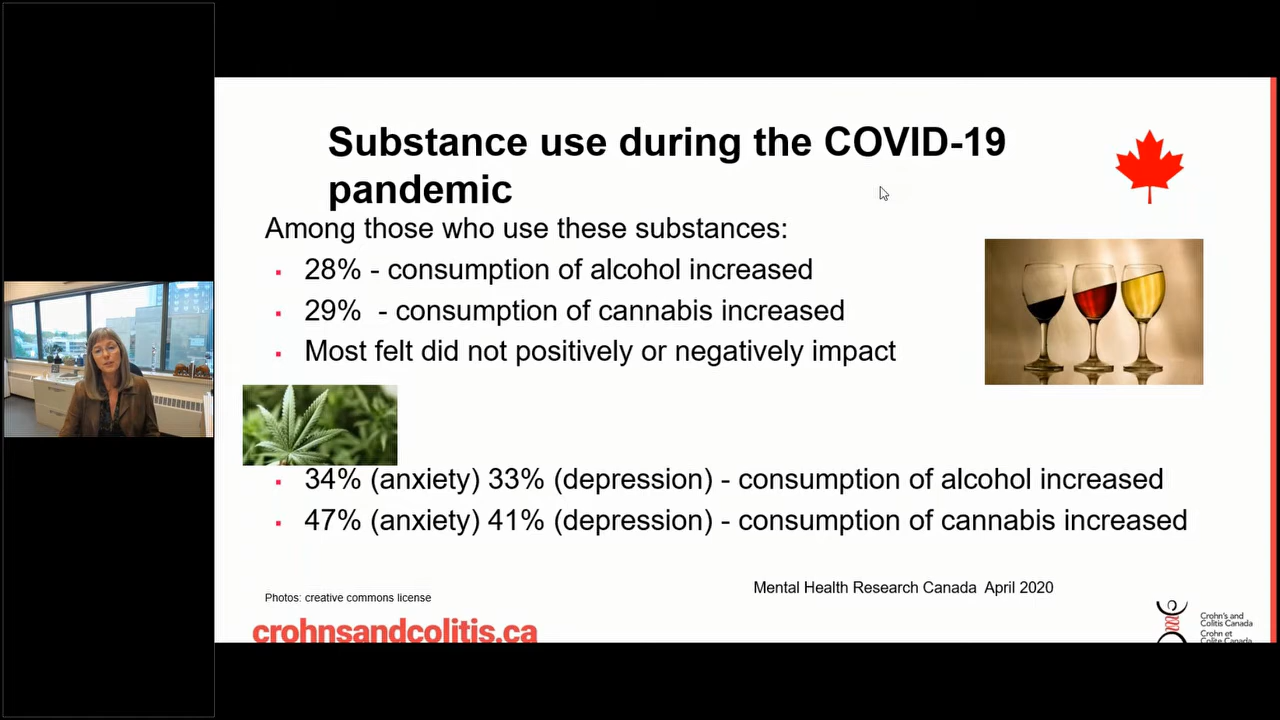 Substance use during the COVID-19
pandemic
Among those who use these substances:
▪ 28% - consumption of alcohol increased
▪ 29% - consumption of cannabis increased
▪ Most felt did not positively or negatively impact
▪ 34% (anxiety) 33% (depression) - consumption of alcohol increased
▪ 47% (anxiety) 41% (depression) - consumption of cannabis increased
Mental Health Research Canada April 2020
Photos: creative commons license
crohnsandcolitis.ca
Crohn's and
Colitis Canada
Crohn et
Colite Canada